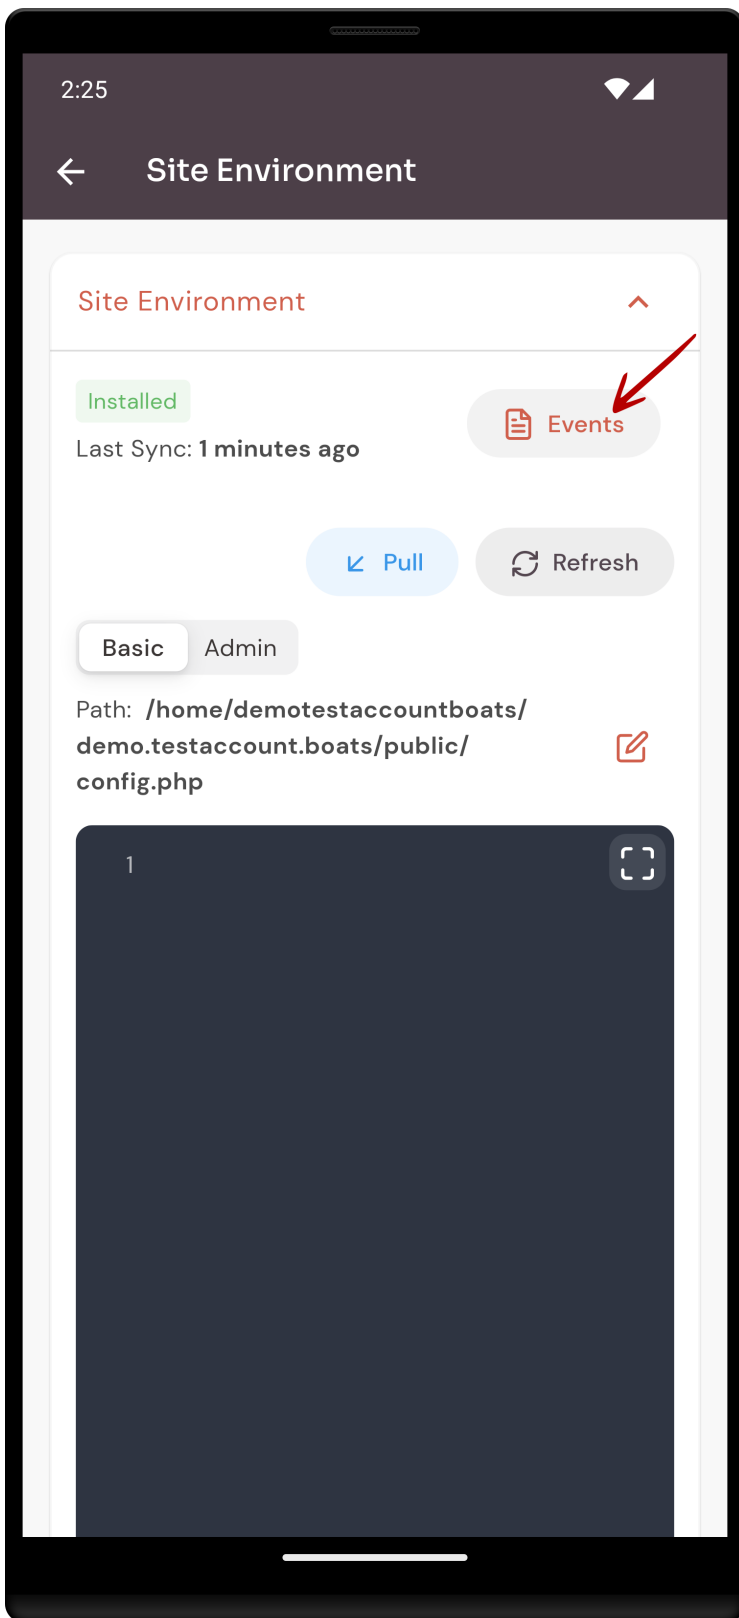 2:25
Site Environment
Site Environment
Installed
Events
Last Sync: 1 minutes ago
Pull
Refresh
Basic
Admin
Path: /home/demotestaccountboats/
demo.testaccount.boats/public/
config.php
1